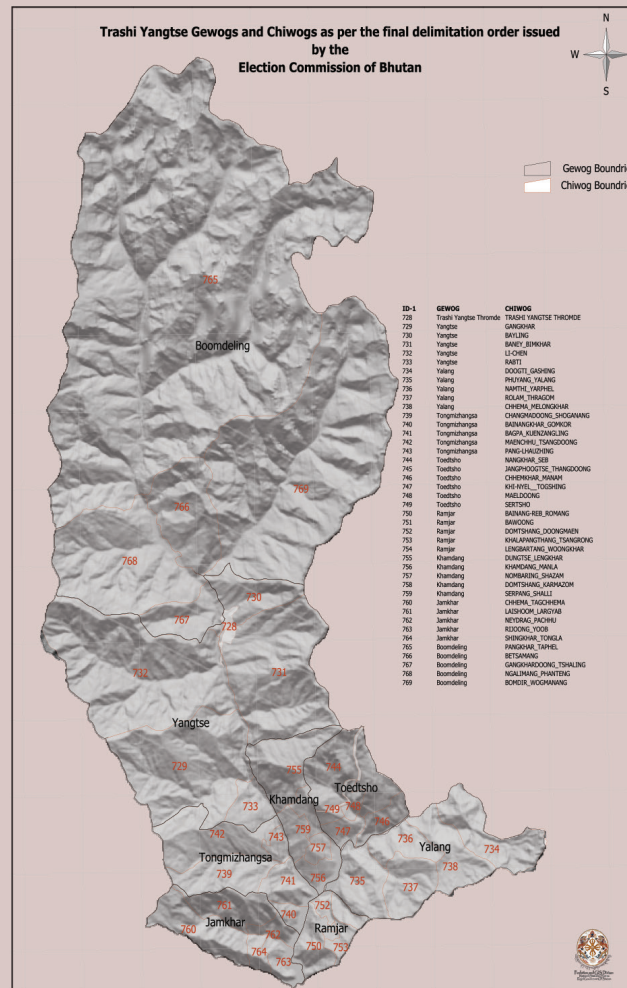 Trashi Yangtse Gewogs and Chiwogs as per the final delimitation order issued
by the
Election Commission of Bhutan
N
W
S
Gewog Boundrie
Chiwog Boundrie
ID-1 GEWOG CHIWOG
728 Trashi Yangtse Thromde TRASHI YANGTSE THROMDE
729 Yangtse GANGKHAR
730 Yangtse BAYLING
731 Yangtse BANEY_BIMKHAR
732 Yangtse LI-CHEN
733 Yangtse RABTI
734 Yalang DOOGTI_GASHING
735 Yalang PHUYANG_YALANG
736 Yalang NAMTHI_YARPHEL
737 Yalang ROLAM_THRAGOM
738 Yalang CHHEMA_MELONGKHAR
739 Tongmizhangsa CHANGMADOONG_SHOGANANG
740 Tongmizhangsa BAINANGKHAR_GOMKOR
741 Tongmizhangsa BAGPA_KUENZANGLING
742 Tongmizhangsa MAENCHHU_TSANGDOONG
743 Tongmizhangsa PANG-LHAUZHING
744 Toedtsho NANGKHAR_SEB
745 Toedtsho JANGPHOOGTSE_THANGDOONG
746 Toedtsho CHHEMKHAR_MANAM
747 Toedtsho KHI-NYEL__TOGSHING
748 Toedtsho MAELDOONG
749 Toedtsho SERTSHO
750 Ramjar BAINANG-REB_ROMANG
751 Ramjar BAWOONG
752 Ramjar DOMTSHANG_DOONGMAEN
753 Ramjar KHALAPANGTHANG_TSANGRONG
754 Ramjar LENGBARTANG_WOONGKHAR
755 Khamdang DUNGTSE_LENGKHAR
756 Khamdang KHAMDANG_MANLA
757 Khamdang NOMBARING_SHAZAM
758 Khamdang DOMTSHANG_KARMAZOM
759 Khamdang SERPANG_SHALLI
760 Jamkhar CHHEMA_TAGCHHEMA
761 Jamkhar LAISHOOM_LARGYAB
762 Jamkhar NEYDRAG_PACHHU
763 Jamkhar RIJOONG_YOOB
764 Jamkhar SHINGKHAR_TONGLA
765 Boomdeling PANGKHAR_TAPHEL
766 Boomdeling BETSAMANG
767 Boomdeling GANGKHARDOONG_TSHALING
768 Boomdeling NGALIMANG_PHANTENG
769 Boomdeling BOMDIR_WOGMANANG
765
Boomdeling
769
766
768
730
767
728
732
731
Yangtse
729
755
Toedtsho
Khamdang
733
749
742
743
759
736
757
Yalang
734
Tongmizhangsa
738
739
741
735
737
761
740
752
Jamkhar
760
Ramjar
764
750
753
763